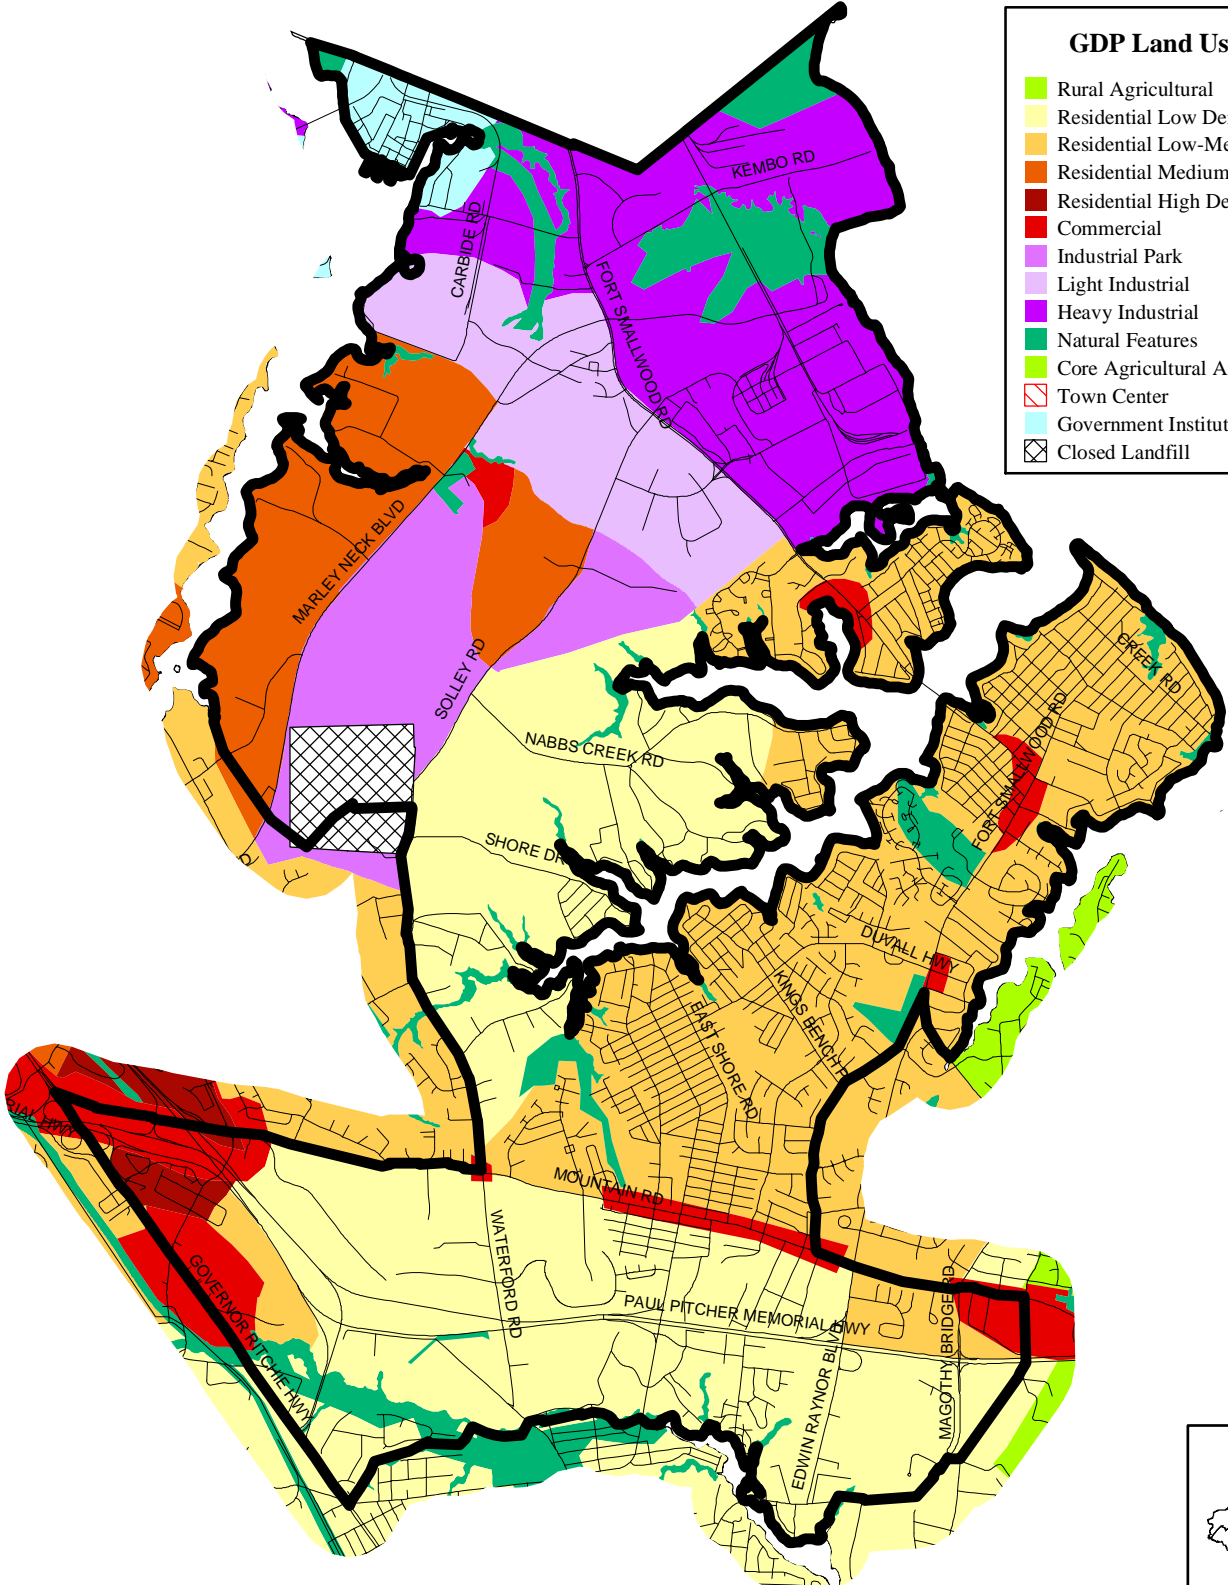 GDP Land Us
Rural Agricultural
Residential Low De
Residential Low-Me
Residential Medium
Residential High De
Commercial
Industrial Park
Light Industrial
Heavy Industrial
Natural Features
Core Agricultural A
Town Center
Government Institut
Closed Landfill
KEMBO RD
CARBIDE RD
FORT SMALLWOOD RD
MARLEY NECK BLVD
SOLLEY RD
CREEK RD
NABBS CREEK RD
FORT SMALLWOOD RD
SHORE DR
DUVALL HWY
KINGS BENCH P
EAST SHORE RD
RIAL HWY
MOUNTAIN RD
WATERFORD RD
GOVERNOR RITCHIE HWY
PAUL PITCHER MEMORIAL HWY
MAGOTHY BRIDGE RD
EDWIN RAYNOR BLVD